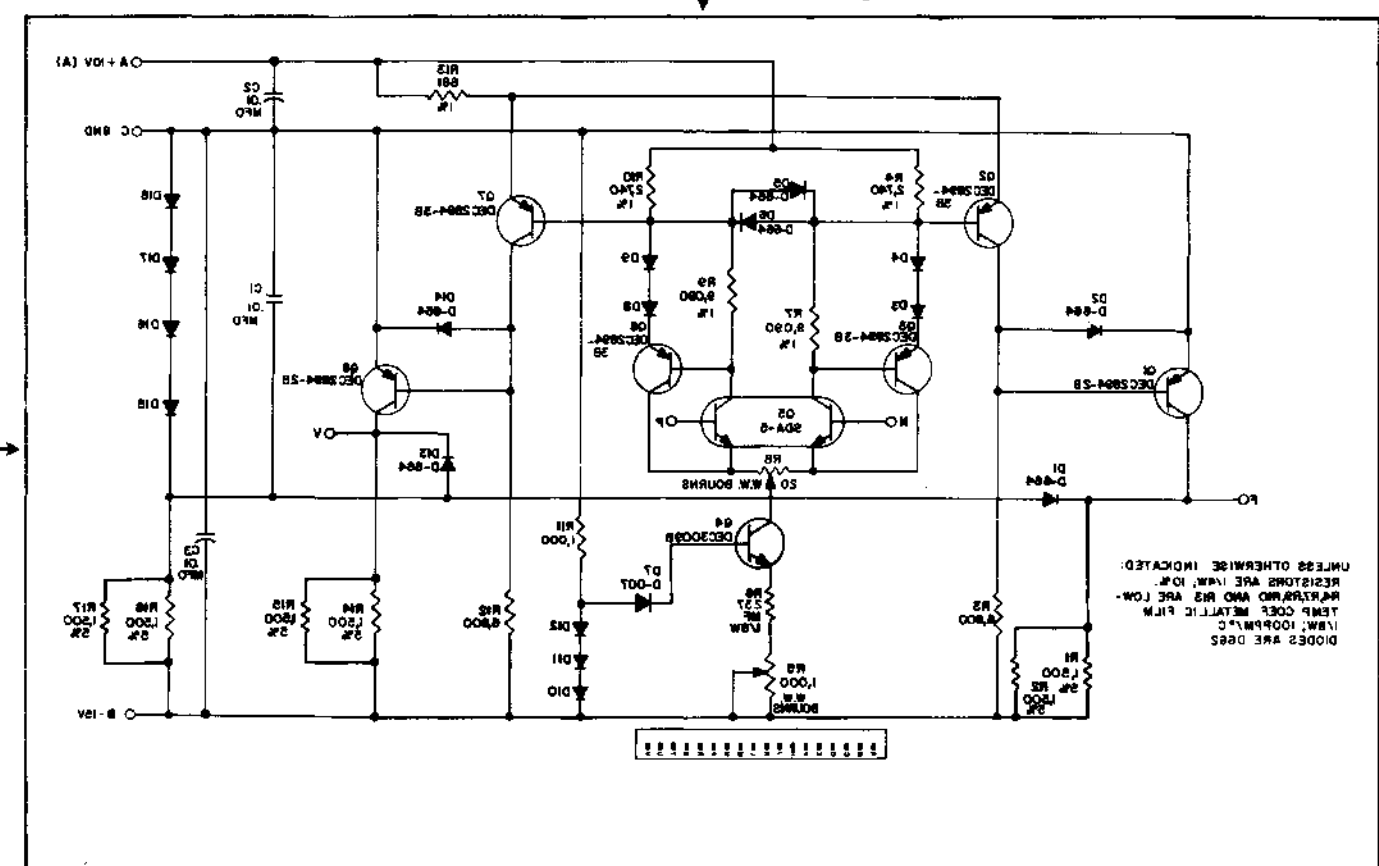 A +10V (A)
R13
681
1%
C2
.01
MFD
C GND
D18
D17
D16
D15
C1
.01
MFD
Q7
DEC2894-3B
R10
2,740
1%
D5
D-664
D6
D-664
R4
2,740
1%
Q2
DEC2894-
3B
D9
D8
D4
D3
R9
9,090
1%
R7
9,090
1%
D14
D-664
Q6
DEC2894-
3B
Q3
DEC2894-3B
D2
D-664
Q8
DEC2894-2B
Q1
DEC2894-2B
V
D13
D-664
P
Q5
SDA-5
N
R8
20 W.W. BOURNS
D1
D-664
F
C3
.01
MFD
R11
1,000
Q4
DEC3009B
D7
D-007
R6
237
MF
1/8W
D12
D11
D10
R17
1,500
5%
R16
1,500
5%
R15
1,500
5%
R14
1,500
5%
R12
6,800
R5
1,000
W.W.
BOURNS
R3
6,800
R2
1,500
5%
R1
1,500
5%
B -15V
UNLESS OTHERWISE INDICATED:
RESISTORS ARE 1/4W; 10%.
R4,R7,R9,R10 AND R13 ARE LOW-
TEMP COEF METALLIC FILM
1/8W; 100PPM/°C
DIODES ARE D662